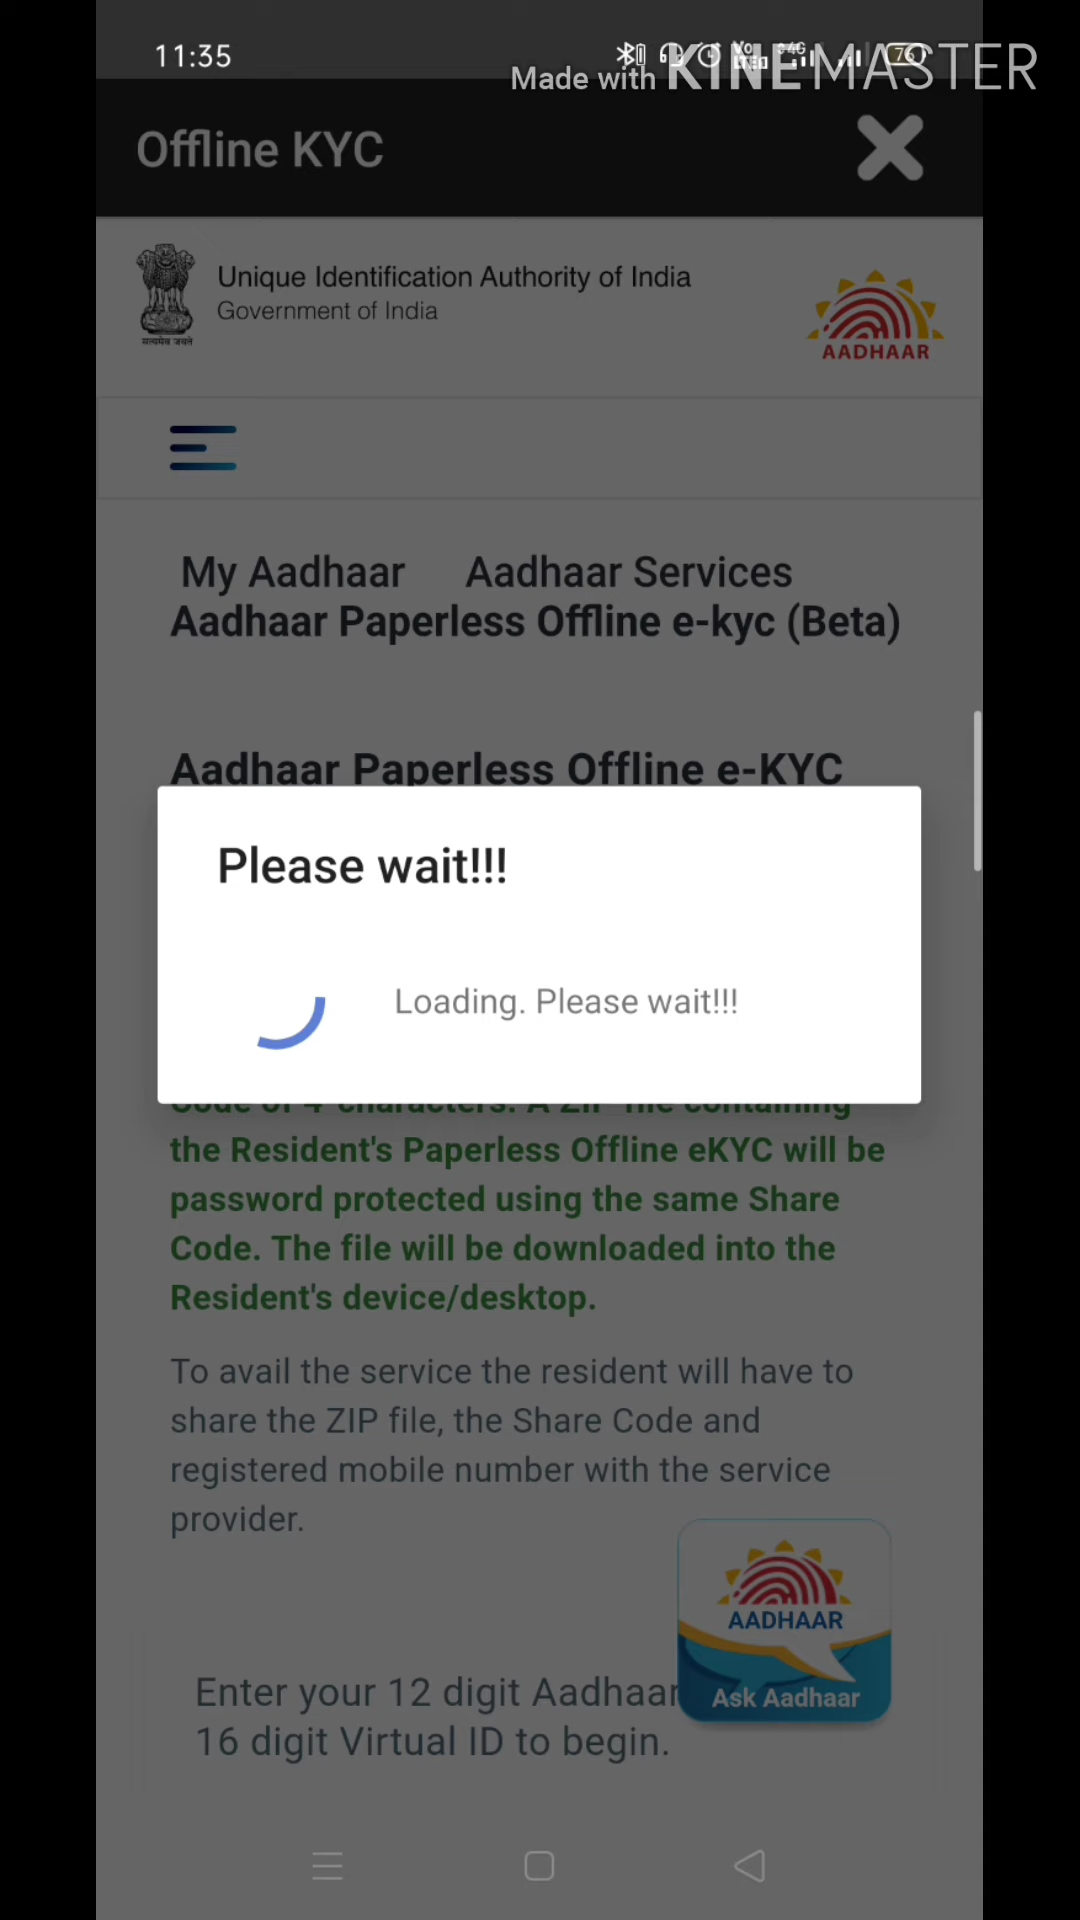 11:35
76
Made with KINEMASTER
Offline KYC
Unique Identification Authority of India
Government of India
सत्यमेव जयते
AADHAAR
My Aadhaar Aadhaar Services
Aadhaar Paperless Offline e-kyc (Beta)
Aadhaar Paperless Offline e-KYC
Please wait!!!
Loading. Please wait!!!
Code of 4 characters. A ZIP file containing
the Resident's Paperless Offline eKYC will be
password protected using the same Share
Code. The file will be downloaded into the
Resident's device/desktop.
To avail the service the resident will have to
share the ZIP file, the Share Code and
registered mobile number with the service
provider.
AADHAAR
Ask Aadhaar
Enter your 12 digit Aadhaar
16 digit Virtual ID to begin.